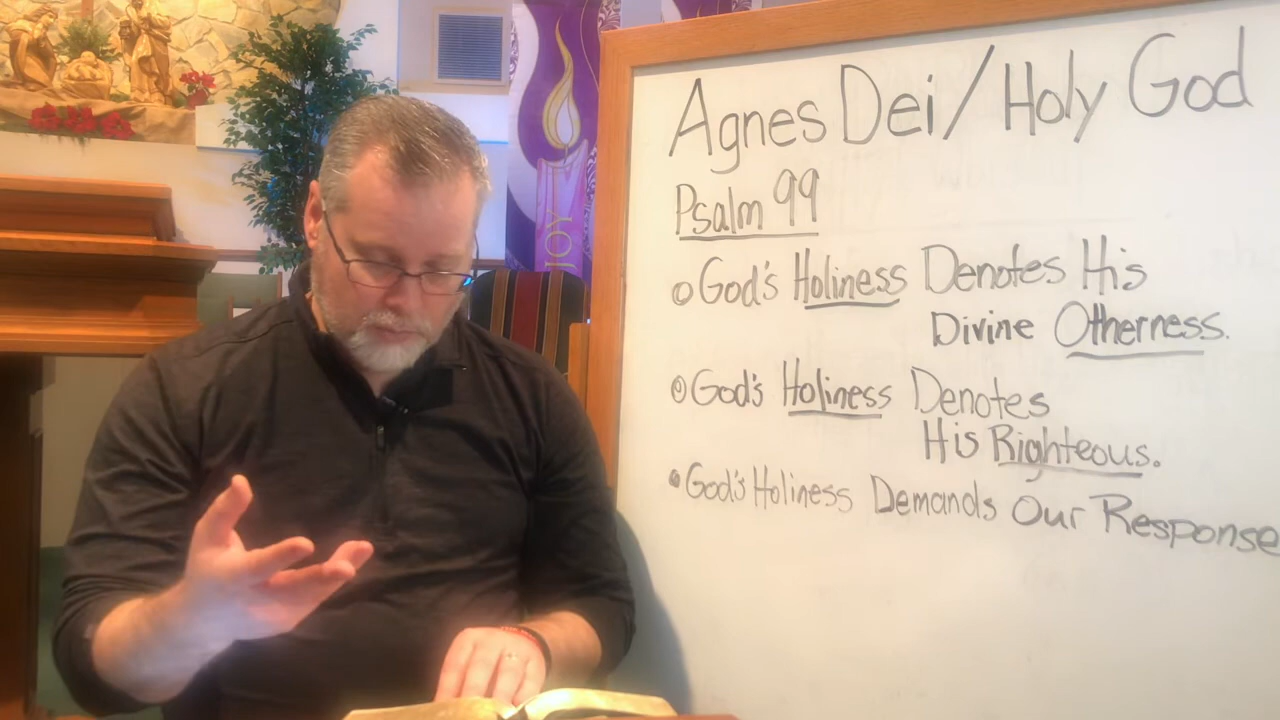 Agnes Dei / Holy God
Psalm 99
God's Holiness Denotes His
Divine Otherness.
God's Holiness Denotes
His Righteous.
God's Holiness Demands Our Response
JOY